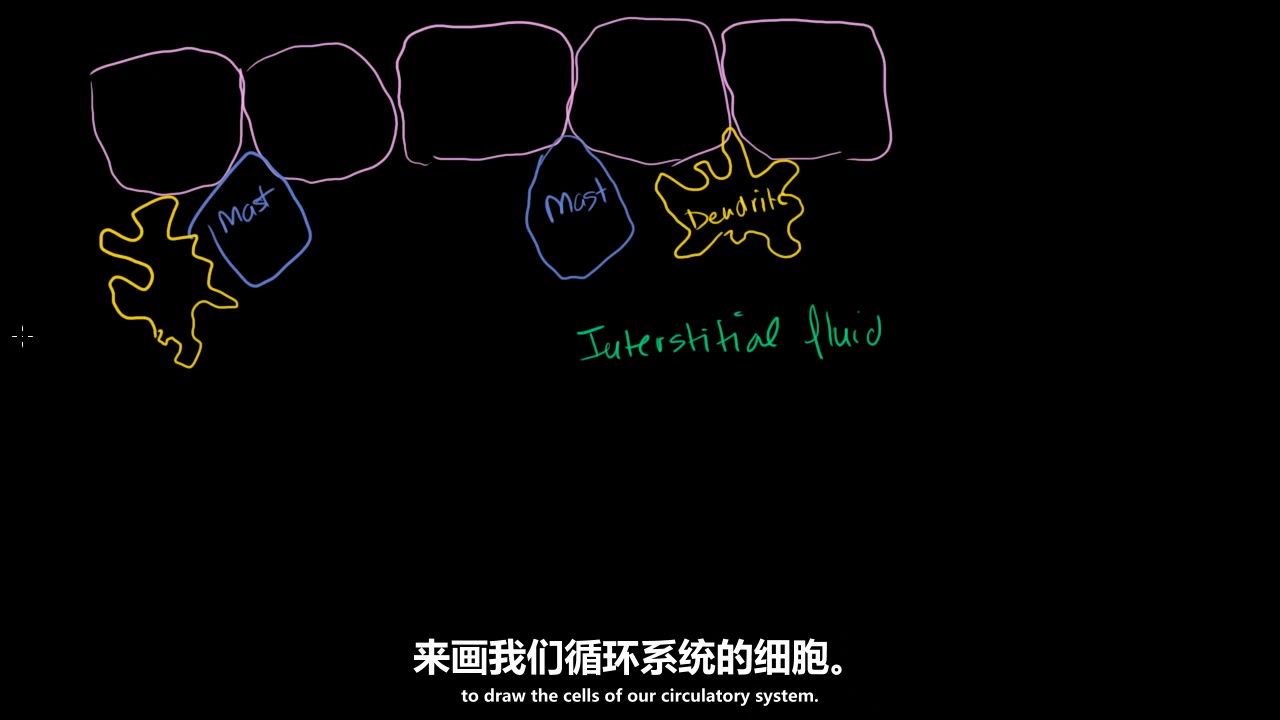 Mast
Mast
Dendrite
Interstitial fluid
来画我们循环系统的细胞。
to draw the cells of our circulatory system.